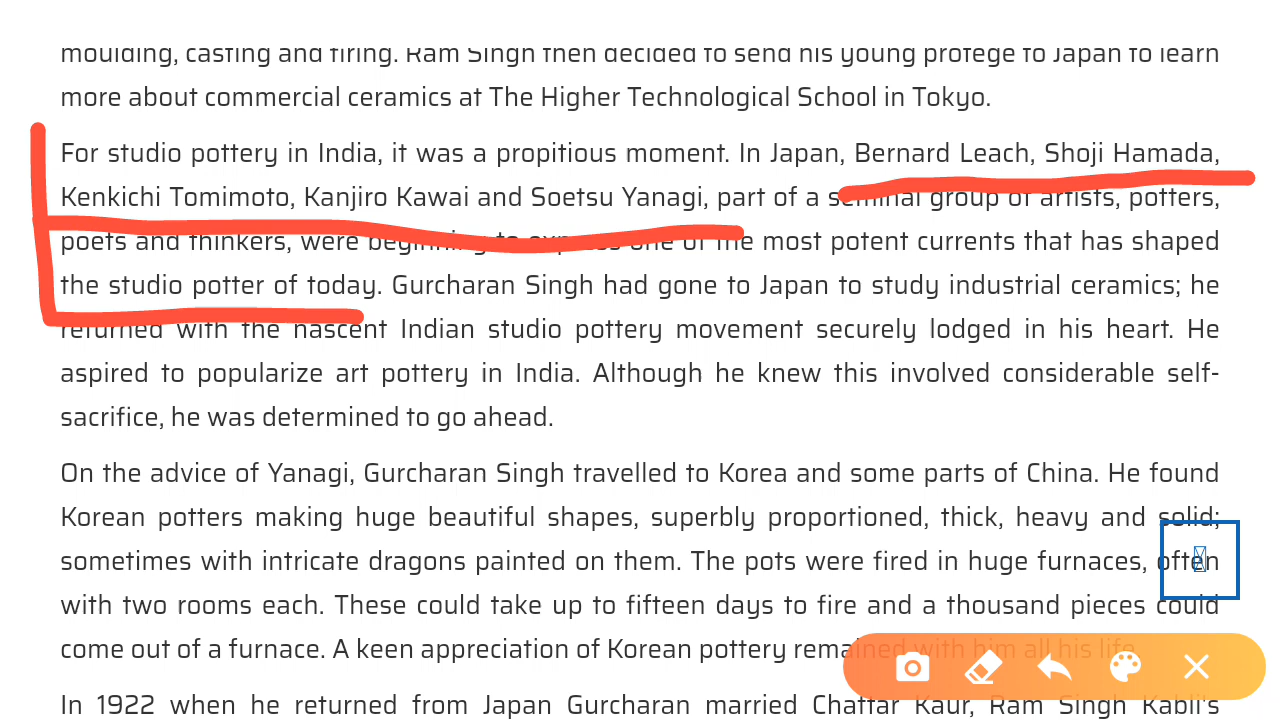 moulding, casting and firing. Ram Singh then decided to send his young protege to Japan to learn
more about commercial ceramics at The Higher Technological School in Tokyo.
For studio pottery in India, it was a propitious moment. In Japan, Bernard Leach, Shoji Hamada,
Kenkichi Tomimoto, Kanjiro Kawai and Soetsu Yanagi, part of a seminal group of artists, potters,
poets and thinkers, were beginning to express one of the most potent currents that has shaped
the studio potter of today. Gurcharan Singh had gone to Japan to study industrial ceramics; he
returned with the nascent Indian studio pottery movement securely lodged in his heart. He
aspired to popularize art pottery in India. Although he knew this involved considerable self-
sacrifice, he was determined to go ahead.
On the advice of Yanagi, Gurcharan Singh travelled to Korea and some parts of China. He found
Korean potters making huge beautiful shapes, superbly proportioned, thick, heavy and solid;
sometimes with intricate dragons painted on them. The pots were fired in huge furnaces, often
with two rooms each. These could take up to fifteen days to fire and a thousand pieces could
come out of a furnace. A keen appreciation of Korean pottery remained with him all his life.
In 1922 when he returned from Japan Gurcharan married Chattar Kaur, Ram Singh Kabli's